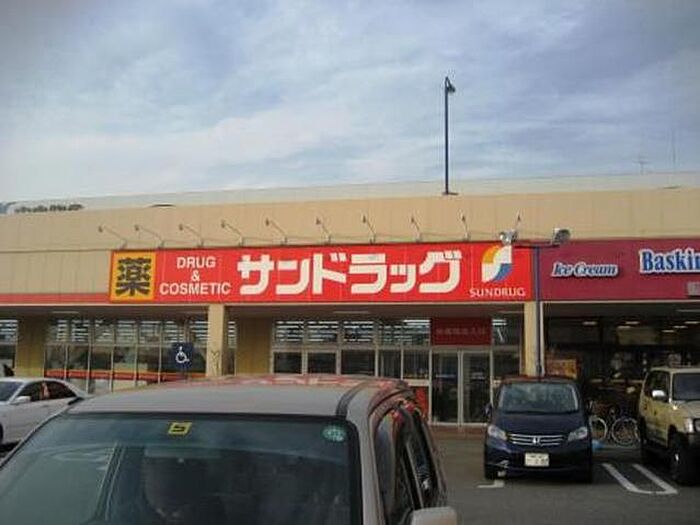 薬
DRUG
&
COSMETIC
サンドラッグ
SUNDRUG
Ice Cream
Baskin